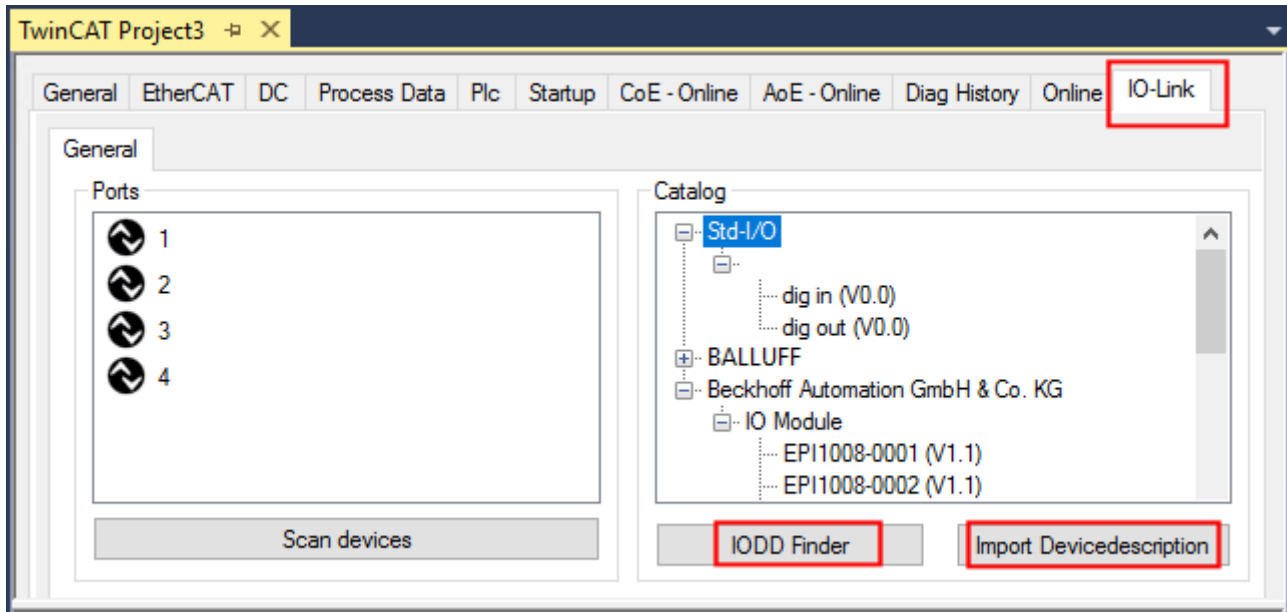 TwinCAT Project3
General EtherCAT DC Process Data Plc Startup CoE - Online AoE - Online Diag History Online IO-Link
General
Ports
1
2
3
4
Scan devices
Catalog
Std-I/O
dig in (V0.0)
dig out (V0.0)
BALLUFF
Beckhoff Automation GmbH & Co. KG
IO Module
EPI1008-0001 (V1.1)
EPI1008-0002 (V1.1)
IODD Finder
Import Devicedescription